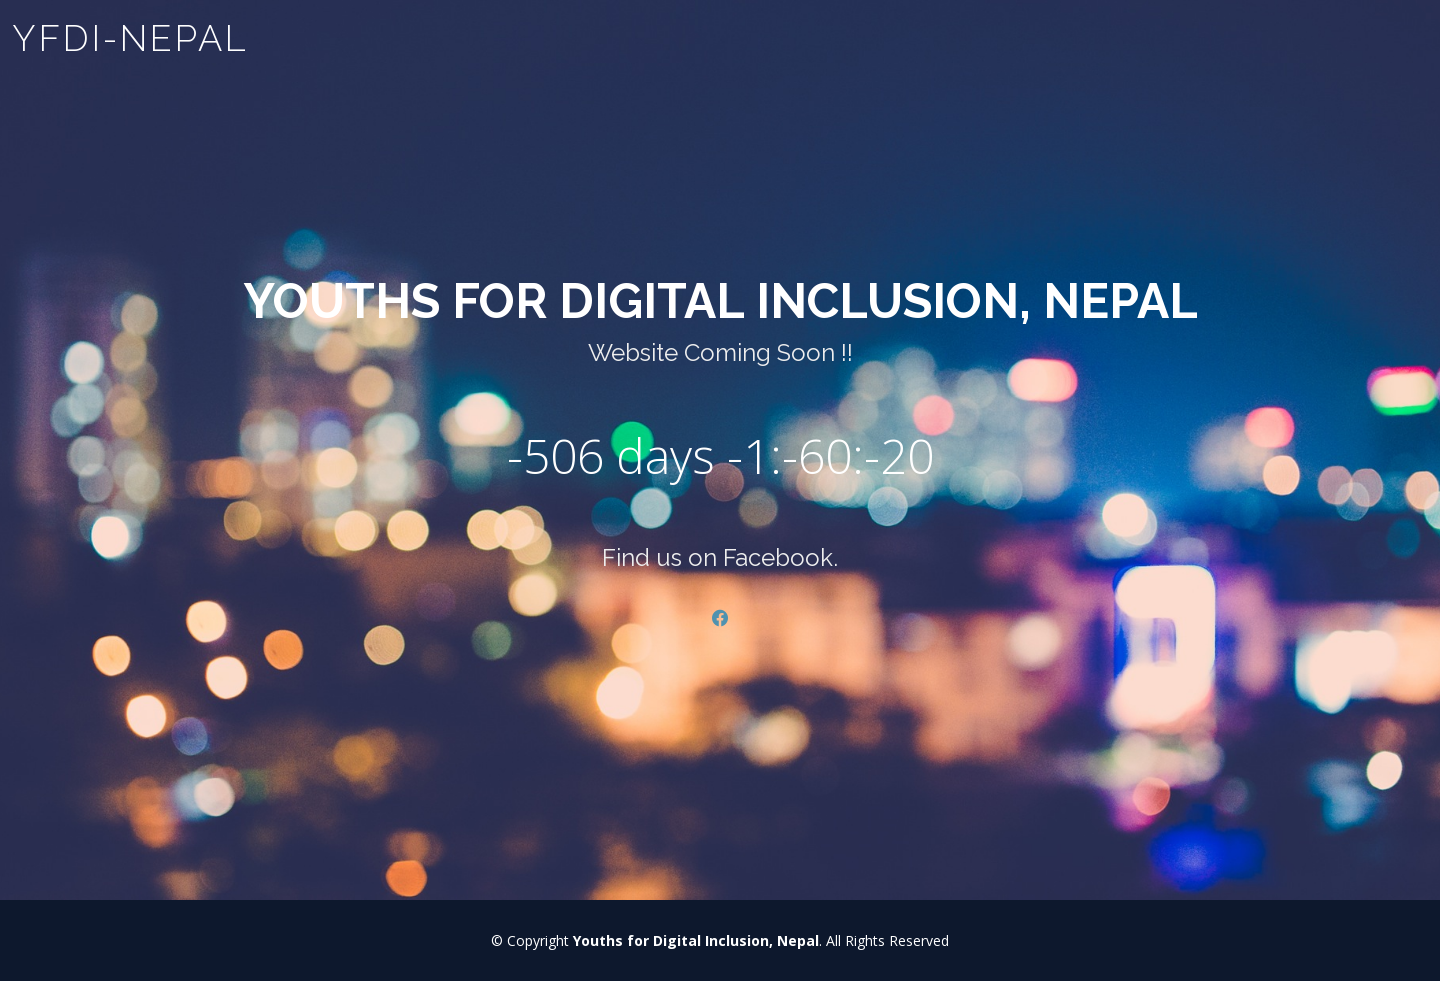 YFDI-NEPAL
YOUTHS FOR DIGITAL INCLUSION, NEPAL
Website Coming Soon !!
-506 days -1:-60:-20
Find us on Facebook.
© Copyright Youths for Digital Inclusion, Nepal. All Rights Reserved